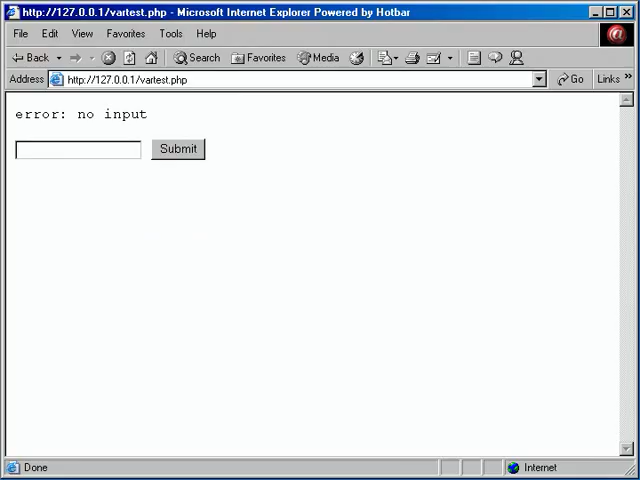 http://127.0.0.1/vartest.php - Microsoft Internet Explorer Powered by Hotbar
File Edit View Favorites Tools Help
Back Search Favorites Media
Address http://127.0.0.1/vartest.php Go Links »
error: no input
Submit
Done Internet